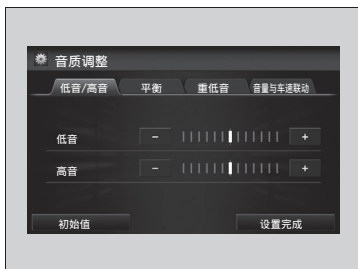 音质调整
低音/高音 平衡 重低音 音量与车速联动
低音 - +
高音 - +
初始值 设置完成